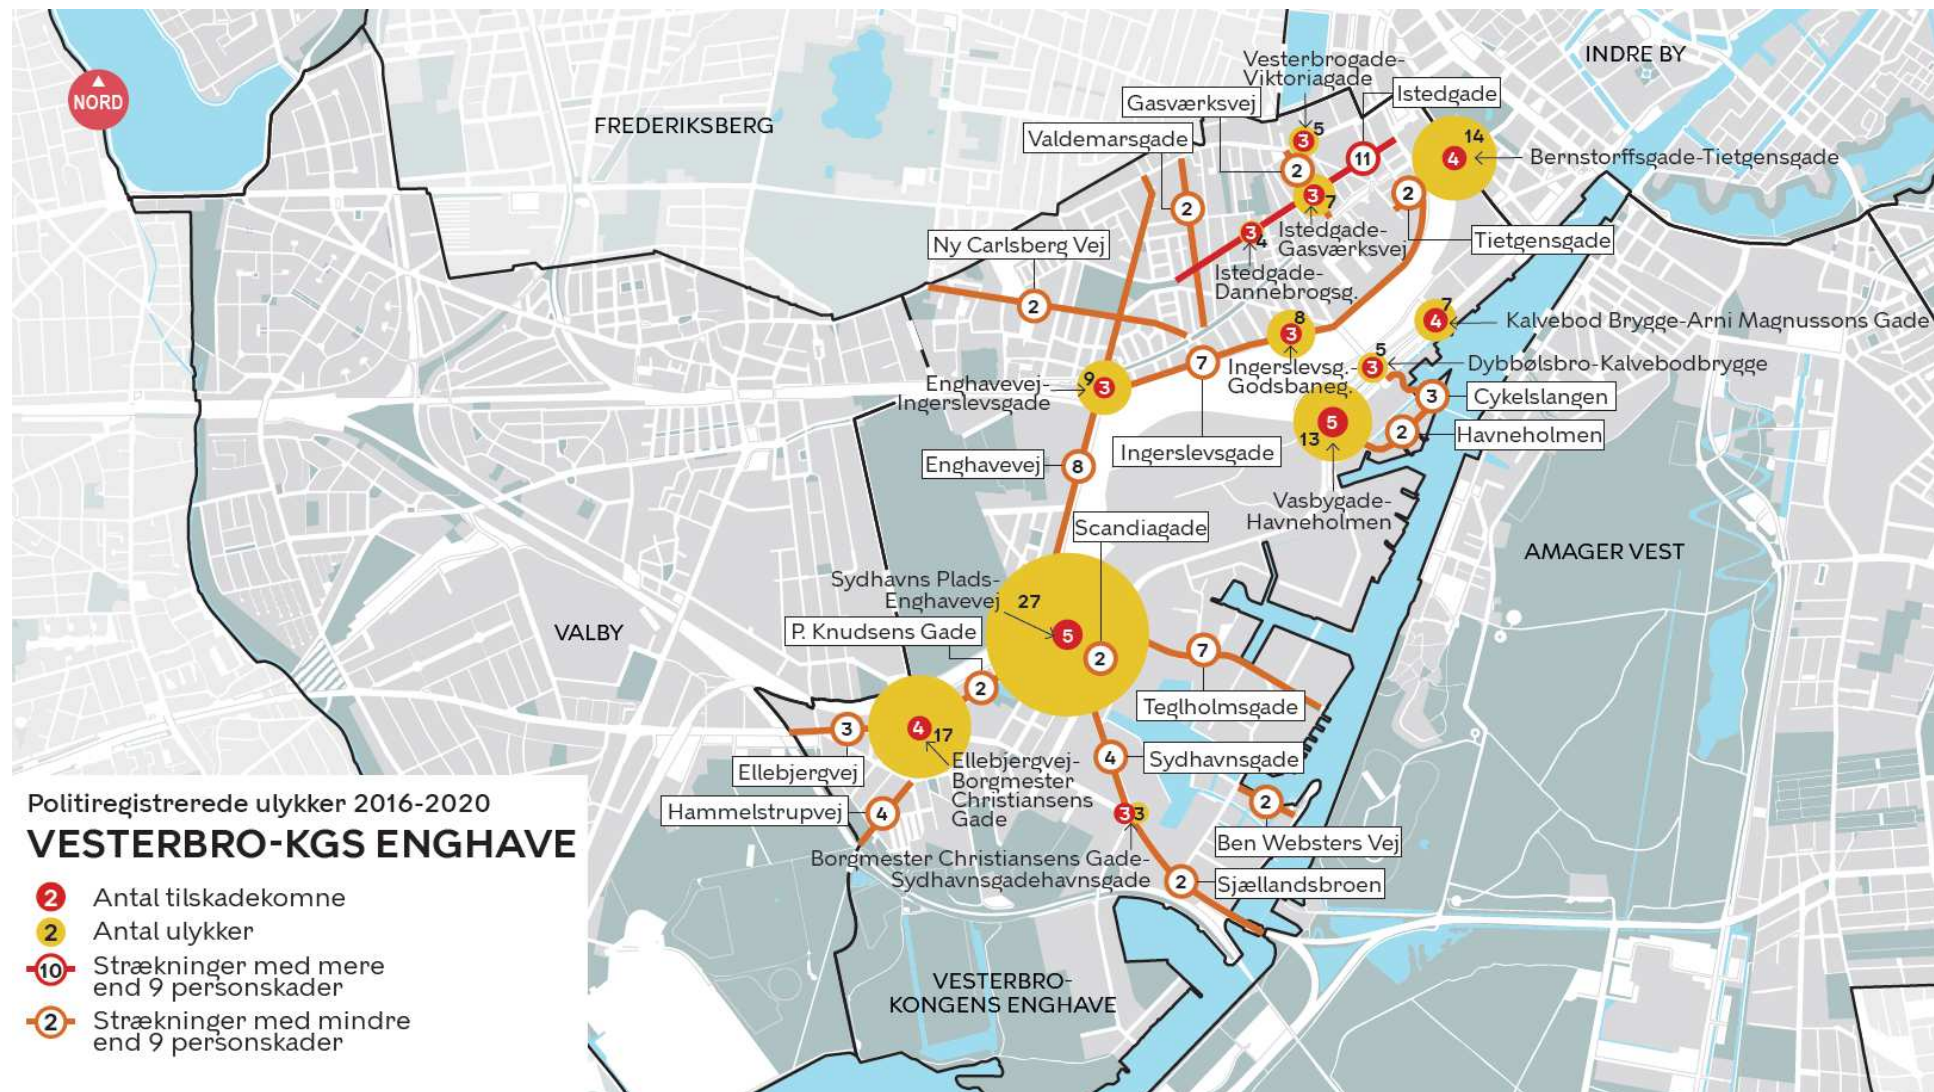 NORD
FREDERIKSBERG
INDRE BY
Vesterbrogade-
Viktoriagade
Istedgade
Gasværksvej
Valdemarsgade
5
3
11
14
4
Bernstorffsgade-Tietgensgade
2
2
3
7
2
Istedgade-
Gasværksvej
Tietgensgade
3
4
Istedgade-
Dannebrogsg.
Ny Carlsberg Vej
2
8
3
Ingerslevsg.-
Godsbaneg.
7
4
Kalvebod Brygge-Arni Magnussons Gade
5
3
Dybbølsbro-Kalvebodbrygge
Enghavevej-
Ingerslevsgade
9
3
7
3
Cykelslangen
2
Havneholmen
5
13
Ingerslevsgade
Enghavevej
8
Vasbygade-
Havneholmen
Scandiagade
AMAGER VEST
Sydhavns Plads-
Enghavevej
27
5
2
VALBY
P. Knudsens Gade
2
7
Teglholmsgade
3
4
17
Ellebjergvej
Ellebjergvej-
Borgmester
Christiansens
Gade
4
Sydhavnsgade
Hammelstrupvej
4
3
3
2
Ben Websters Vej
Borgmester Christiansens Gade-
Sydhavnsgadehavnsgade
2
Sjællandsbroen
VESTERBRO-
KONGENS ENGHAVE
Politiregistrerede ulykker 2016-2020
VESTERBRO-KGS ENGHAVE
2 Antal tilskadekomne
2 Antal ulykker
10 Strækninger med mere
end 9 personskader
2 Strækninger med mindre
end 9 personskader